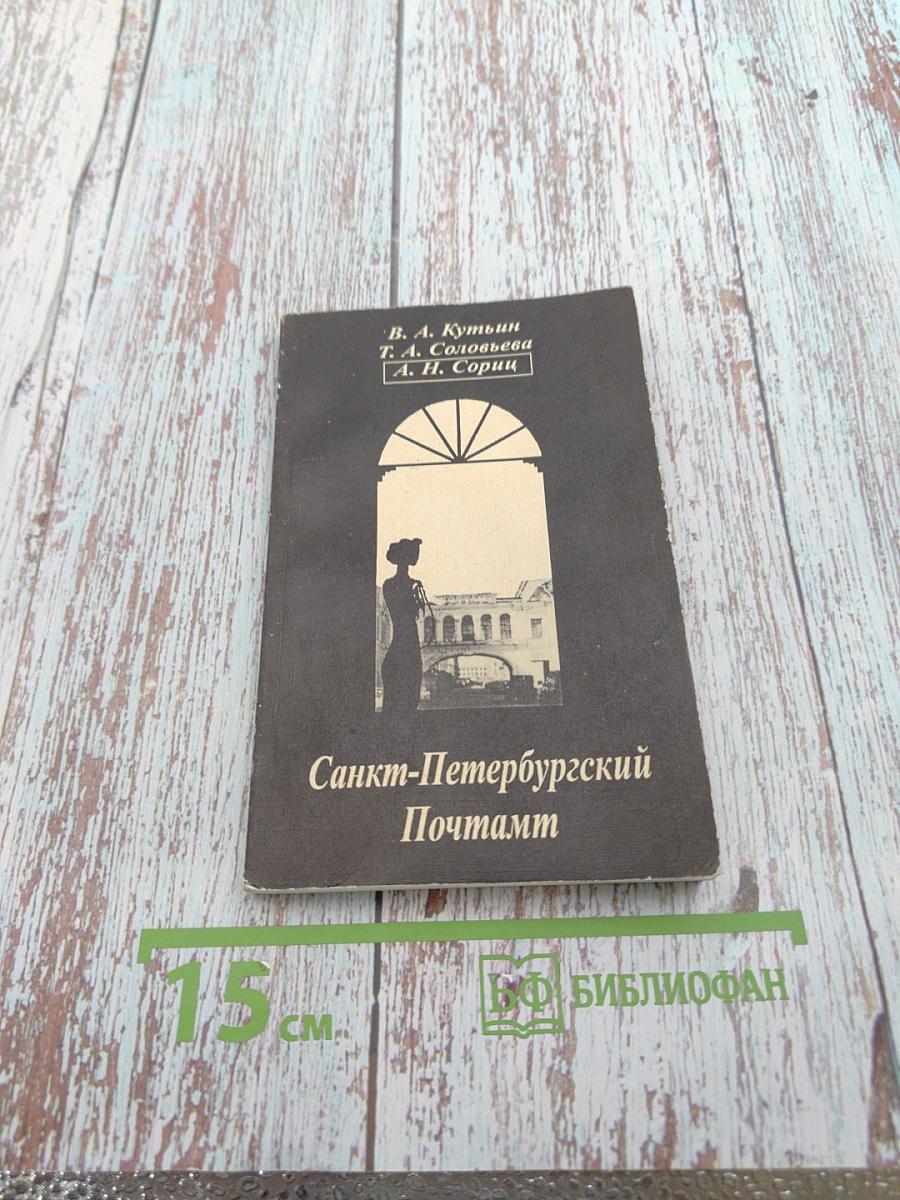 В. А. Кутьин
Т. А. Соловьева
А. Н. Сориц
Санкт-Петербургский
Почтамт
15 см
БФ БИБЛИОФАН